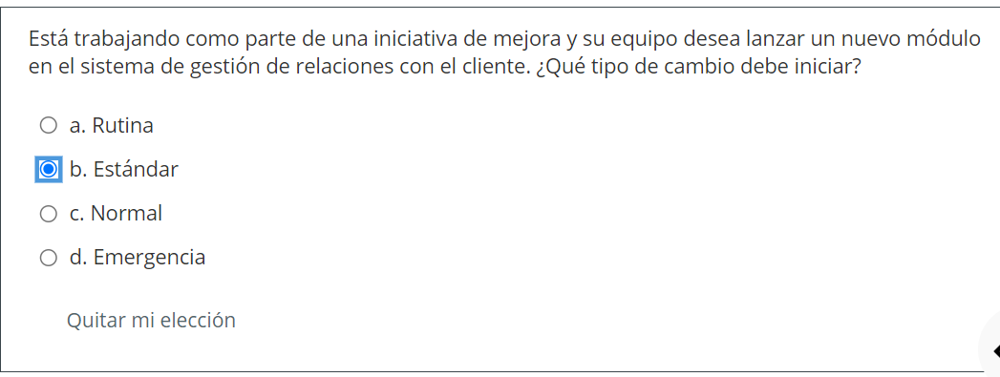 Está trabajando como parte de una iniciativa de mejora y su equipo desea lanzar un nuevo módulo
en el sistema de gestión de relaciones con el cliente. ¿Qué tipo de cambio debe iniciar?
a. Rutina
b. Estándar
c. Normal
d. Emergencia
Quitar mi elección